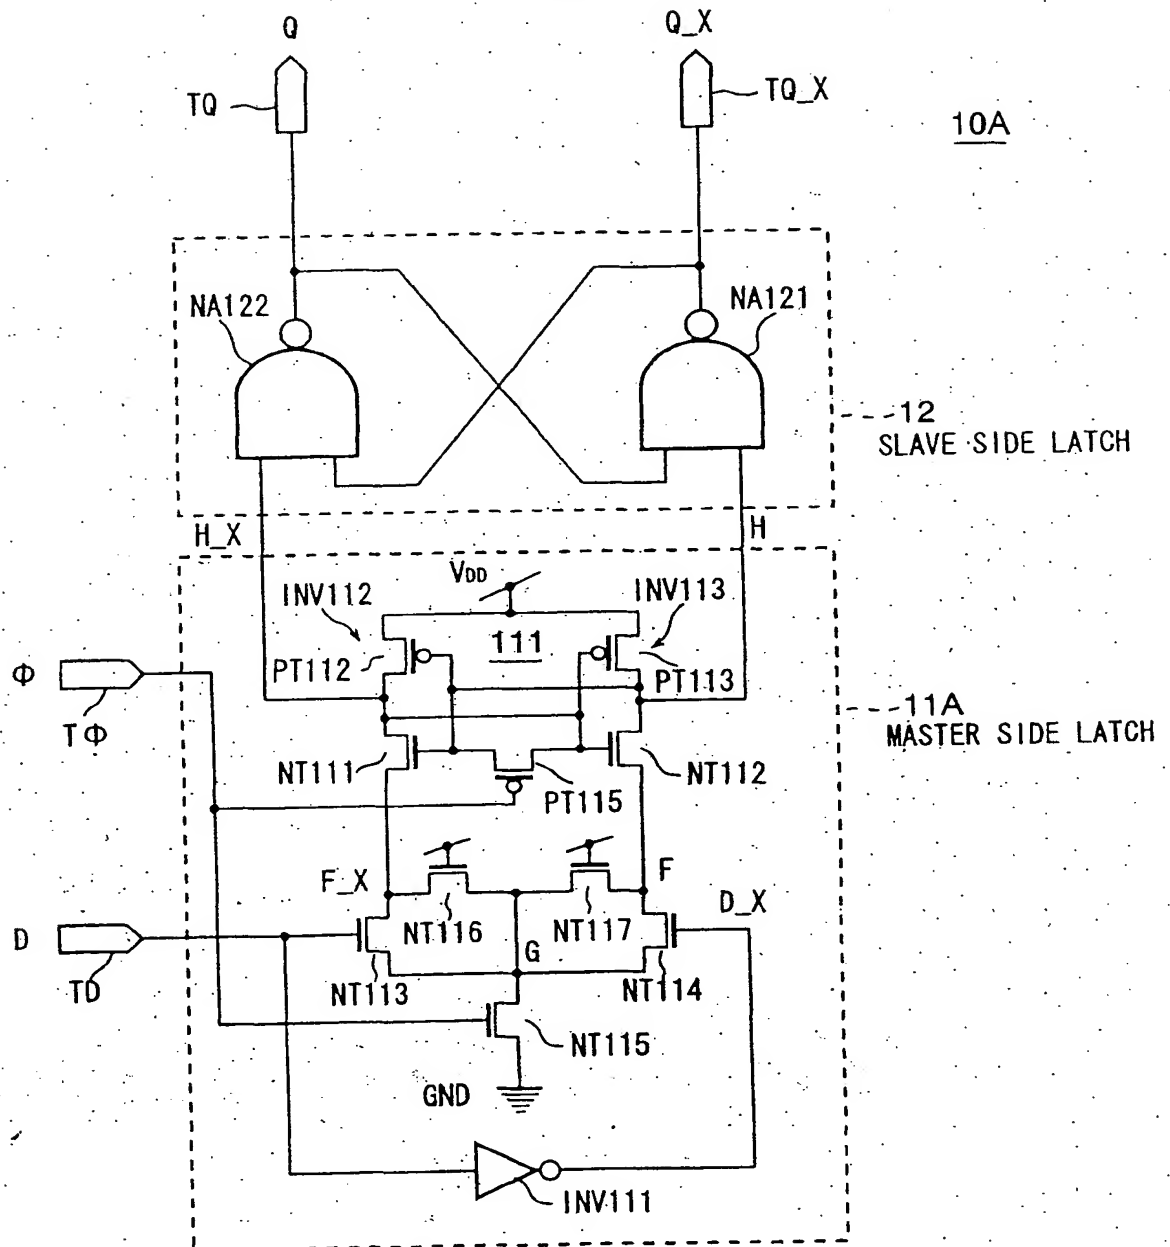 Q
Q_X
TQ
TQ_X
10A
NA122
NA121
12
SLAVE SIDE LATCH
H_X
H
VDD
INV112
INV113
111
PT112
PT113
Φ
TΦ
11A
MASTER SIDE LATCH
NT111
NT112
PT115
F_X
F
D_X
NT116
NT117
D
G
TD
NT113
NT114
NT115
GND
INV111